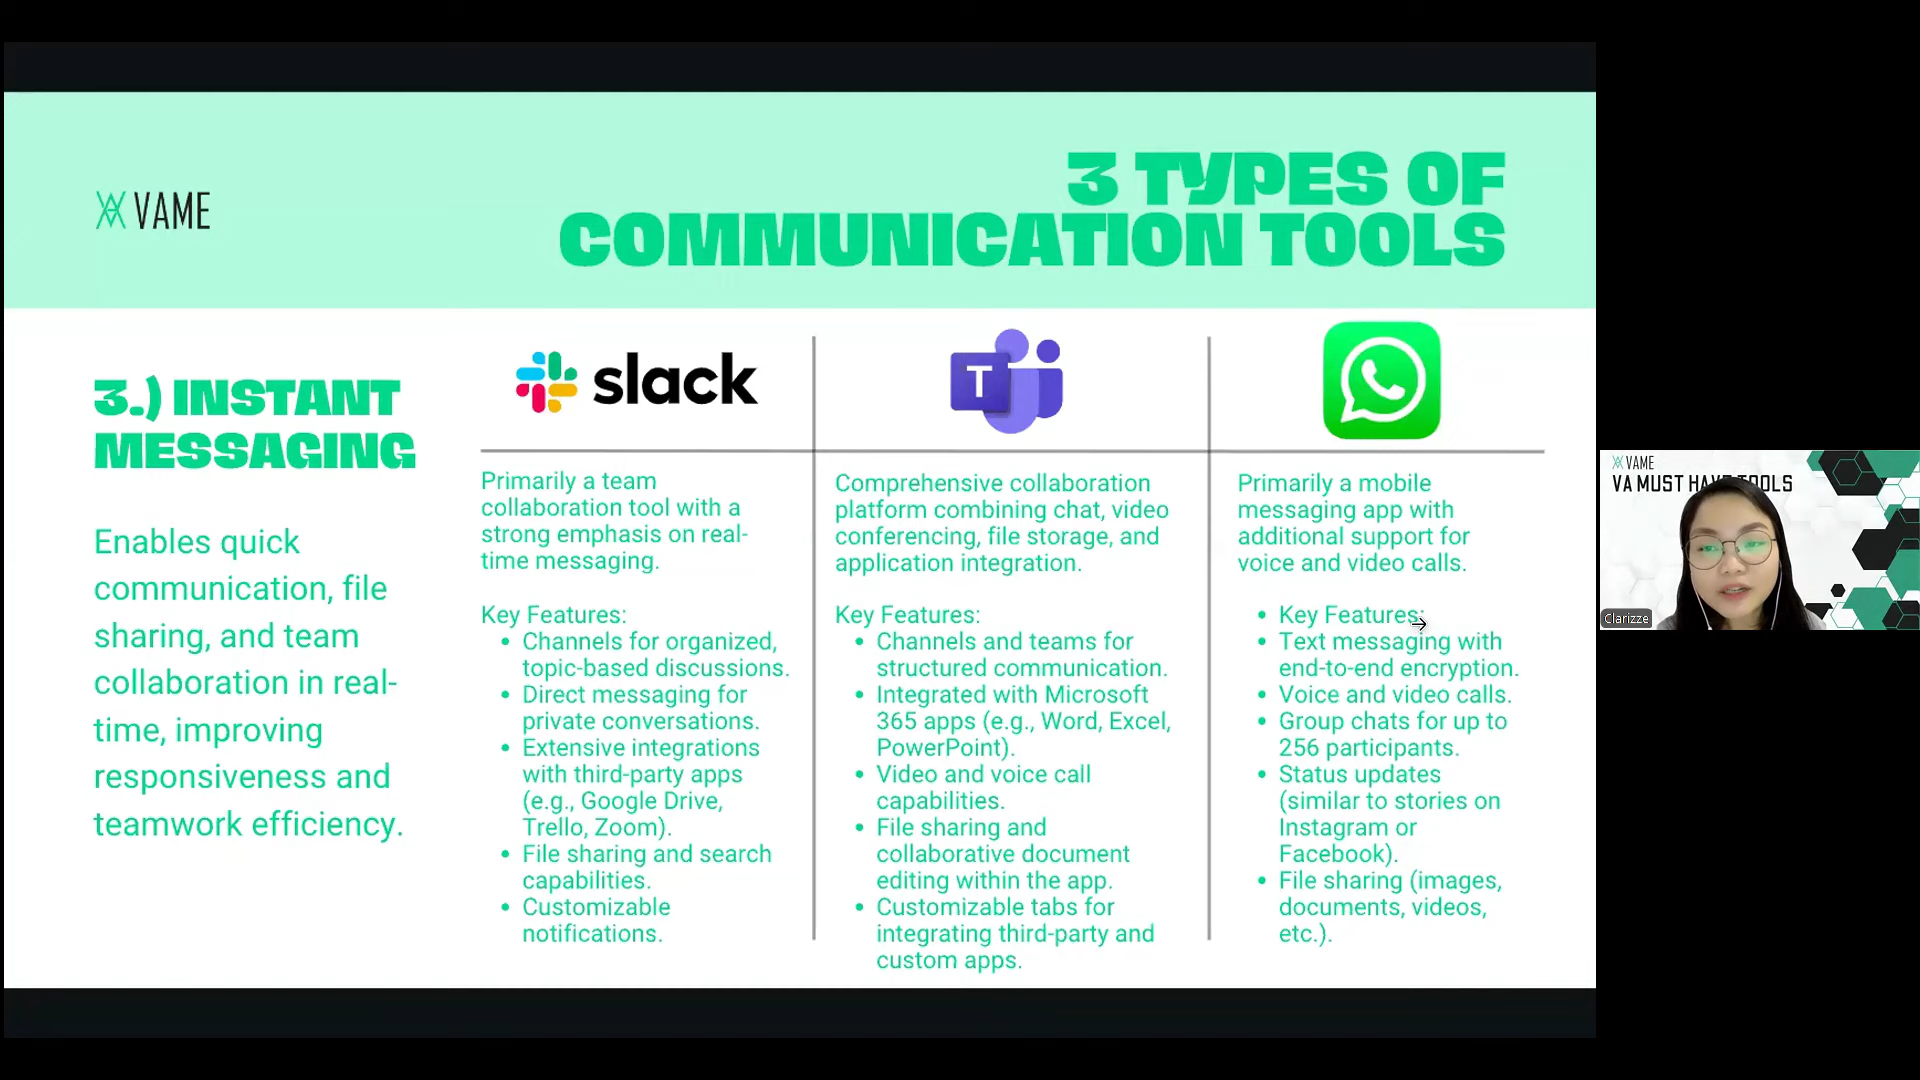 VAME
3 TYPES OF
COMMUNICATION TOOLS
3.) INSTANT
MESSAGING
Enables quick
communication, file
sharing, and team
collaboration in real-
time, improving
responsiveness and
teamwork efficiency.
slack
Primarily a team
collaboration tool with a
strong emphasis on real-
time messaging.
Key Features:
• Channels for organized,
topic-based discussions.
• Direct messaging for
private conversations.
• Extensive integrations
with third-party apps
(e.g., Google Drive,
Trello, Zoom).
• File sharing and search
capabilities.
• Customizable
notifications.
T
Comprehensive collaboration
platform combining chat, video
conferencing, file storage, and
application integration.
Key Features:
• Channels and teams for
structured communication.
• Integrated with Microsoft
365 apps (e.g., Word, Excel,
PowerPoint).
• Video and voice call
capabilities.
• File sharing and
collaborative document
editing within the app.
• Customizable tabs for
integrating third-party and
custom apps.
Primarily a mobile
messaging app with
additional support for
voice and video calls.
• Key Features:
• Text messaging with
end-to-end encryption.
• Voice and video calls.
• Group chats for up to
256 participants.
• Status updates
(similar to stories on
Instagram or
Facebook).
• File sharing (images,
documents, videos,
etc.).
VAME
VA MUST HAVE TOOLS
Clarizze